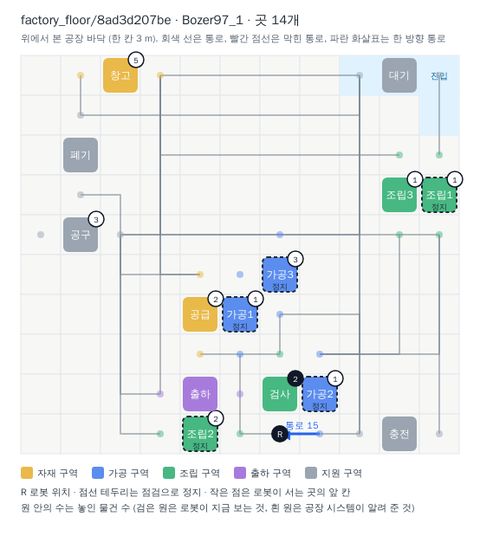 factory_floor/8ad3d207be · Bozer97_1 · 곳 14개
위에서 본 공장 바닥 (한 칸 3 m). 회색 선은 통로, 빨간 점선은 막힌 통로, 파란 화살표는 한 방향 통로
창고 5
대기
진입
폐기
조립3 1
조립1 1
정지
공구 3
가공3 3
정지
공급 2
가공1 1
정지
출하
검사 2
가공2 1
정지
조립2 2
정지
R
통로 15
충전
자재 구역 가공 구역 조립 구역 출하 구역 지원 구역
R 로봇 위치 · 점선 테두리는 점검으로 정지 · 작은 점은 로봇이 서는 곳의 앞 칸
원 안의 수는 놓인 물건 수 (검은 원은 로봇이 지금 보는 것, 흰 원은 공장 시스템이 알려 준 것)